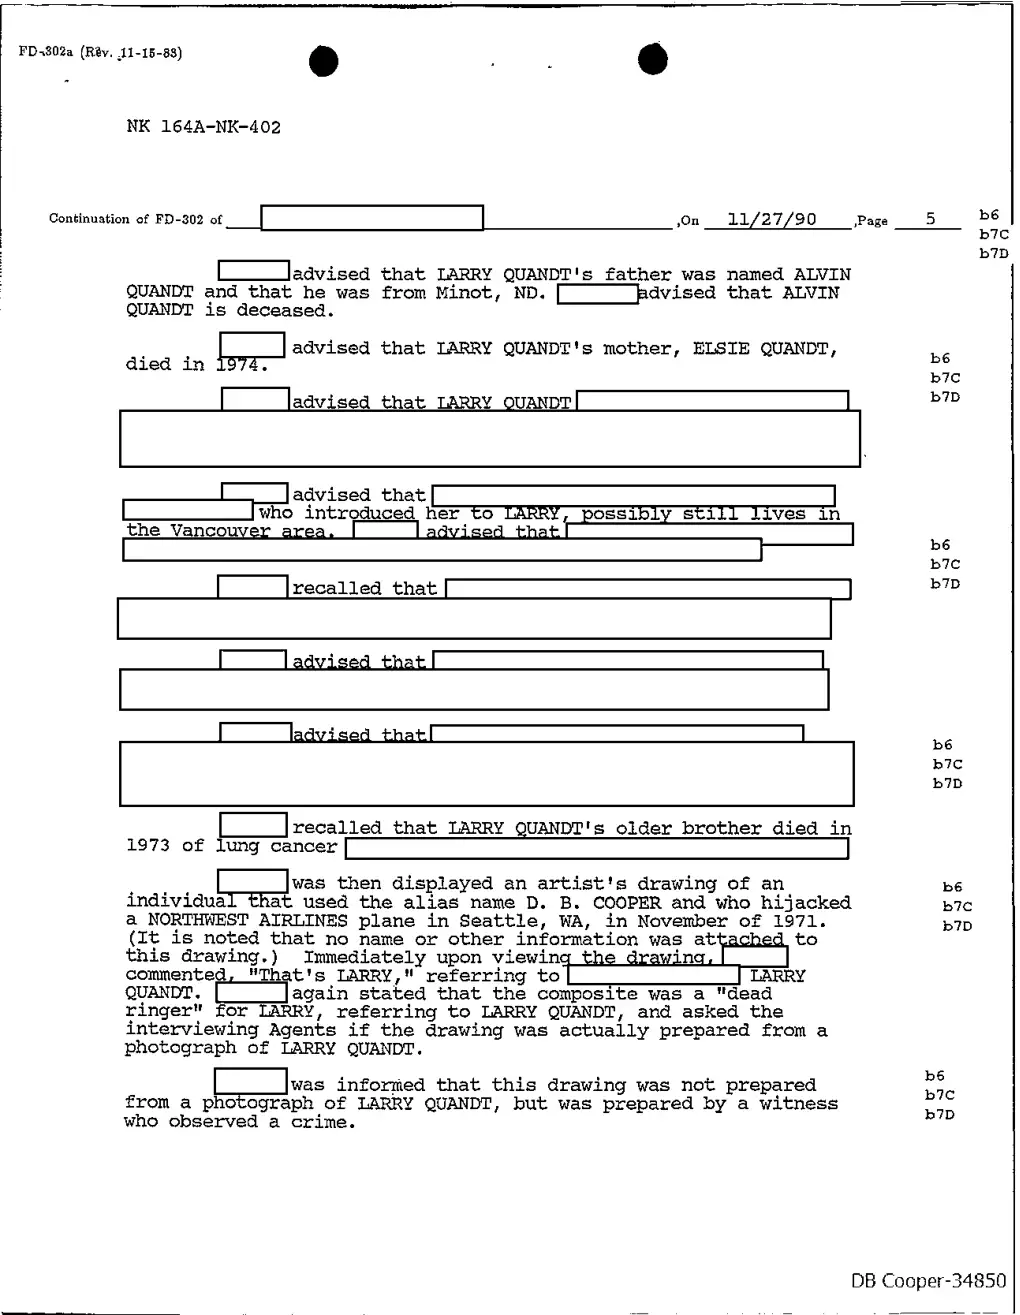 FD-302a (Rev. 11-15-83)
NK 164A-NK-402
Continuation of FD-302 of ,On 11/27/90 ,Page 5
b6
b7C
b7D
advised that LARRY QUANDT's father was named ALVIN
QUANDT and that he was from Minot, ND. advised that ALVIN
QUANDT is deceased.
advised that LARRY QUANDT's mother, ELSIE QUANDT,
died in 1974.
b6
b7C
b7D
advised that LARRY QUANDT
advised that
who introduced her to LARRY, possibly still lives in
the Vancouver area. advised that
b6
b7C
b7D
recalled that
advised that
advised that
b6
b7C
b7D
recalled that LARRY QUANDT's older brother died in
1973 of lung cancer
was then displayed an artist's drawing of an
individual that used the alias name D. B. COOPER and who hijacked
a NORTHWEST AIRLINES plane in Seattle, WA, in November of 1971.
(It is noted that no name or other information was attached to
this drawing.) Immediately upon viewing the drawing,
commented, "That's LARRY," referring to LARRY
QUANDT. again stated that the composite was a "dead
ringer" for LARRY, referring to LARRY QUANDT, and asked the
interviewing Agents if the drawing was actually prepared from a
photograph of LARRY QUANDT.
b6
b7C
b7D
was informed that this drawing was not prepared
from a photograph of LARRY QUANDT, but was prepared by a witness
who observed a crime.
b6
b7C
b7D
DB Cooper-34850